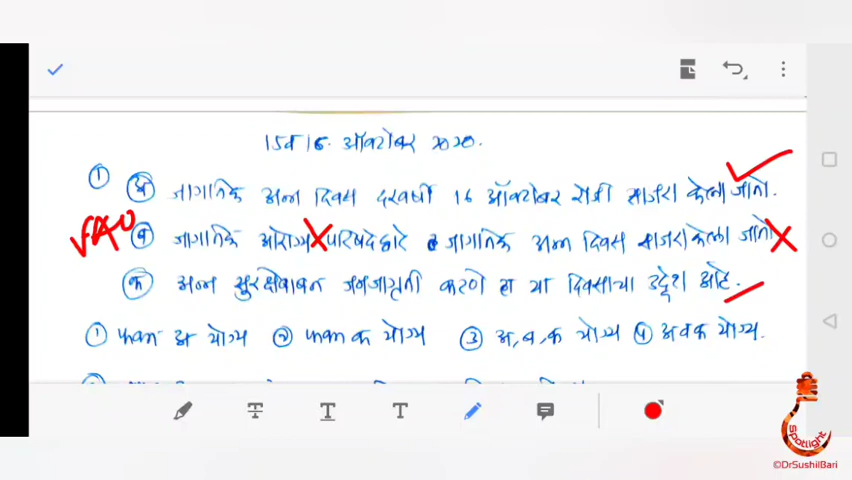 15 व 16 ऑक्टोबर 2020.
① अ जागतिक अन्न दिवस दरवर्षी 16 ऑक्टोबर रोजी साजरा केला जातो.
FAO ब जागतिक आरोग्य परिषदेद्वारे जागतिक अन्न दिवस साजरा केला जातो
क अन्न सुरक्षेबाबत जनजागृती करणे हा या दिवसाचा उद्देश आहे.
① फक्त अ योग्य ② फक्त क योग्य ③ अ, ब, क योग्य ④ अ व क योग्य.
T T T
Spotlight
©DrSushilBari